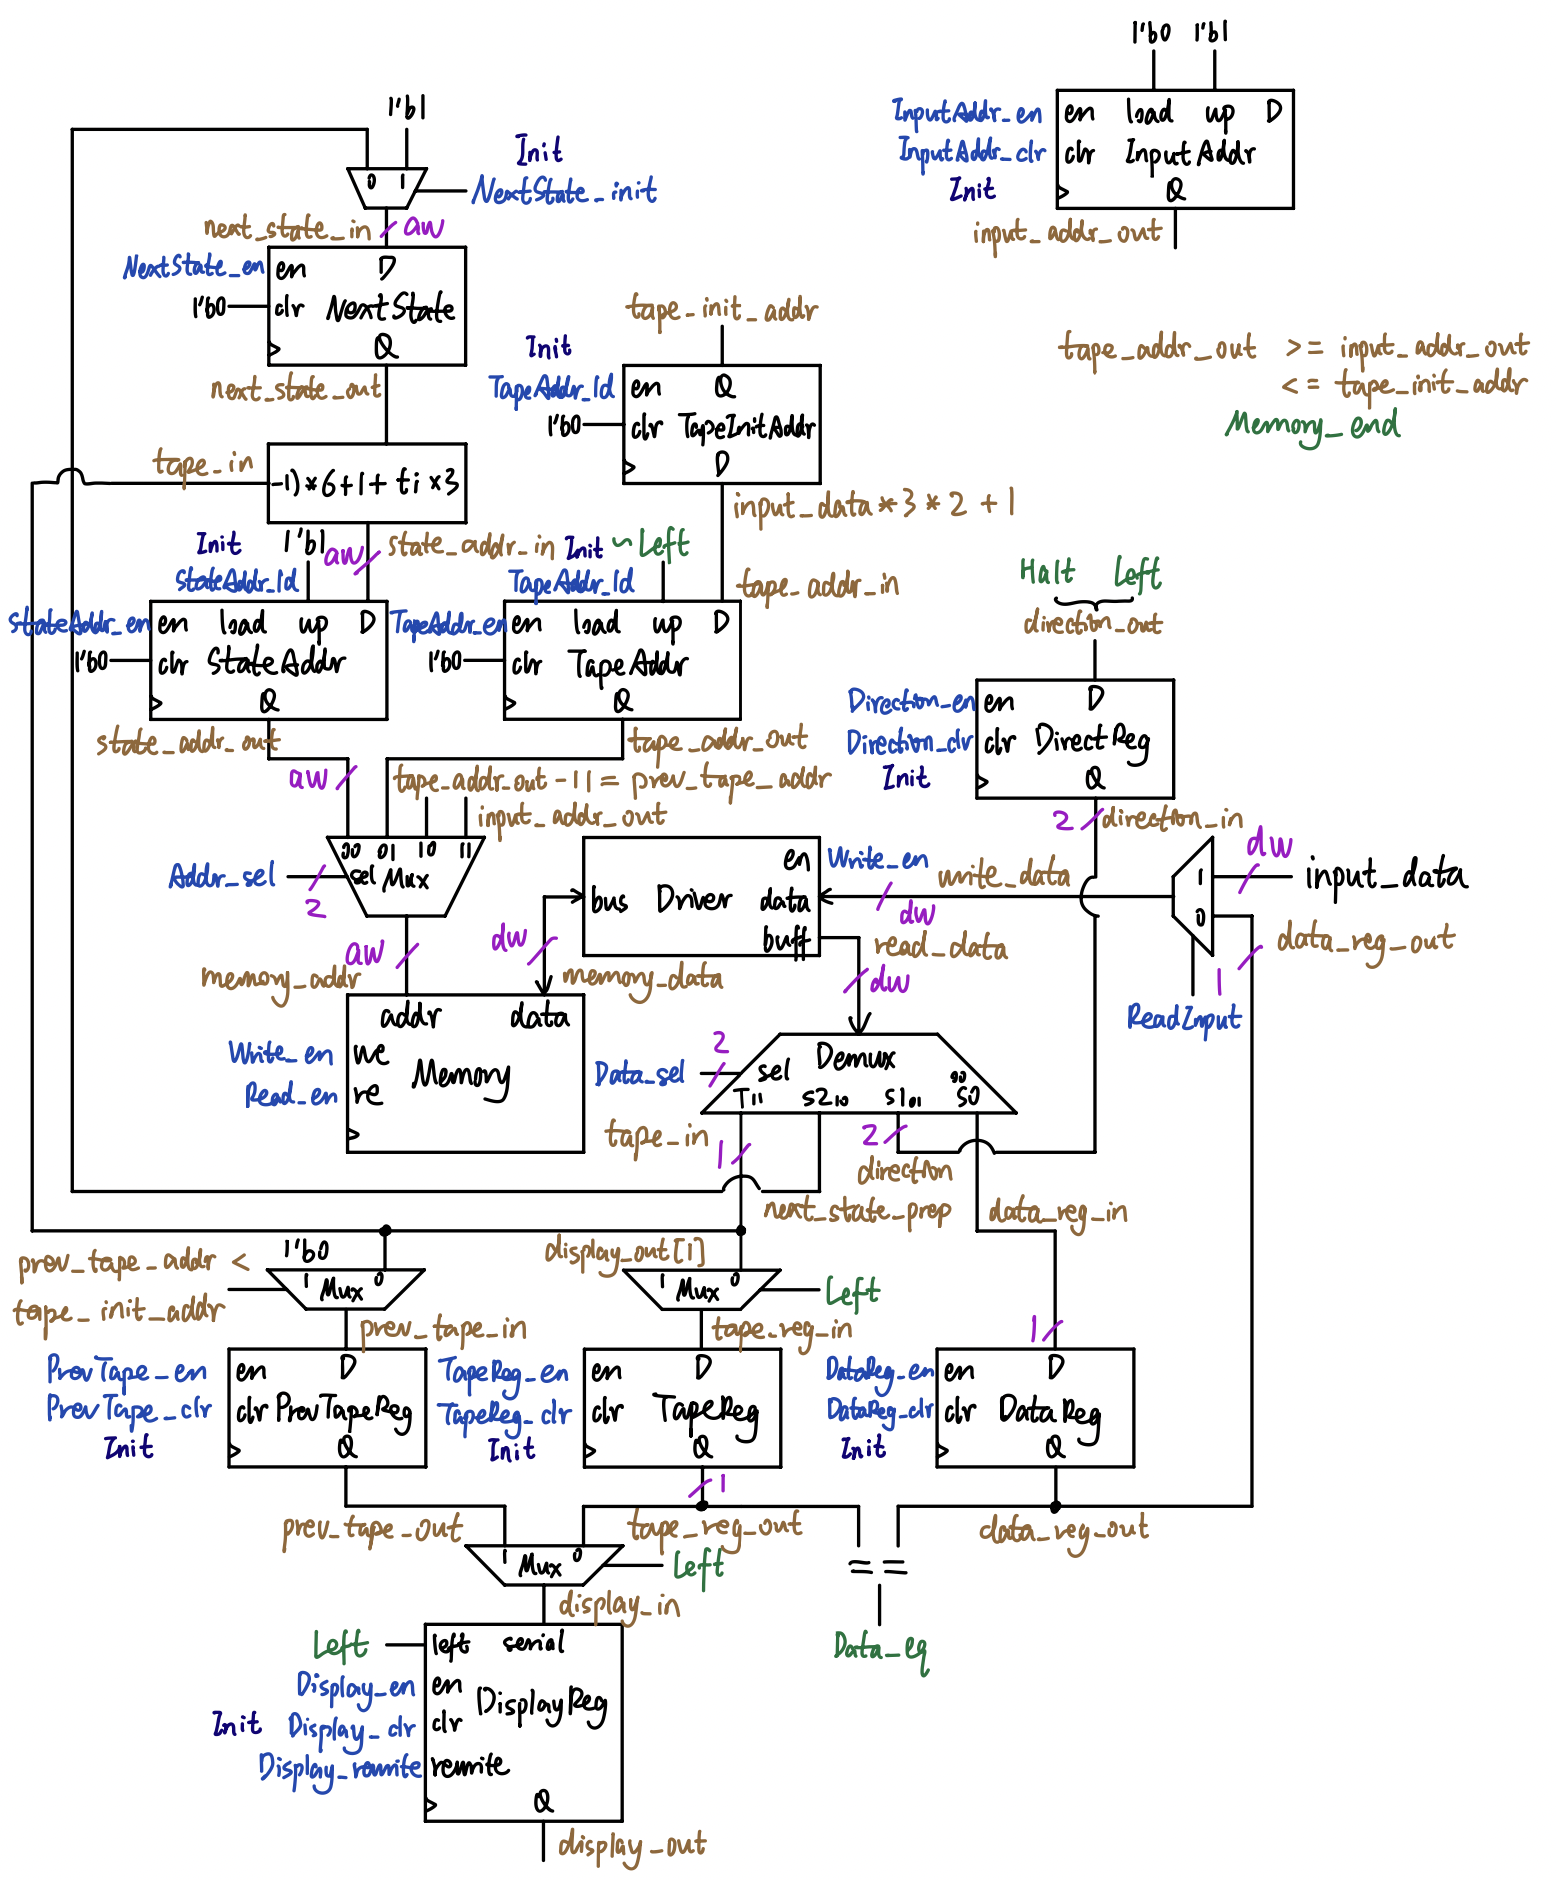 1'b0 1'b1
InputAddr_en en load up D
InputAddr_clr clr Input Addr
Init Q
input_addr_out
1'b1
Init
0 1
NextState_init
next_state_in aw
NextState_en en D
1'b0 clr NextState
Q
next_state_out
tape_init_addr
Init
TapeAddr_ld en Q
1'b0 clr TapeInitAddr
D
tape_addr_out >= input_addr_out
<= tape_init_addr
Memory_end
tape_in
-1)*6+1+ ti*3
input_data*3*2+1
Init 1'b1 aw state_addr_in
StateAddr_ld
Init ~Left
TapeAddr_ld tape_addr_in
StateAddr_en en load up D
1'b0 clr StateAddr
Q
state_addr_out
TapeAddr_en en load up D
1'b0 clr TapeAddr
Q
tape_addr_out
Halt Left
direction_out
Direction_en en D
Direction_clr clr DirectReg
Init Q
2 direction_in
aw tape_addr_out - 11 = prev_tape_addr
input_addr_out
00 01 10 11
Addr_sel sel Mux
2
aw
memory_addr
en Write_en
bus Driver data write_data
dw dw
buff read_data
dw memory_data
dw
dw
1 input_data
0 data_reg_out
1
ReadInput
addr data
Write_en we Memory
Read_en re
2
Data_sel sel Demux
T11 S210 S101 00 S0
tape_in 1
2
direction
next_state_prep data_reg_in
prev_tape_addr < 1'b0
tape_init_addr 1 Mux 0
prev_tape_in
display_out[1]
1 Mux 0 Left
tape_reg_in
1
PrevTape_en en D
PrevTape_clr clr PrevTapeReg
Init Q
TapeReg_en en D
TapeReg_clr clr TapeReg
Init Q
1
DataReg_en en D
DataReg_clr clr DataReg
Init Q
prev_tape_out tape_reg_out data_reg_out
1 Mux 0 Left
==
display_in
Data_eq
Left left serial
Display_en en DisplayReg
Init Display_clr clr
Display_rewrite rewrite
Q
display_out